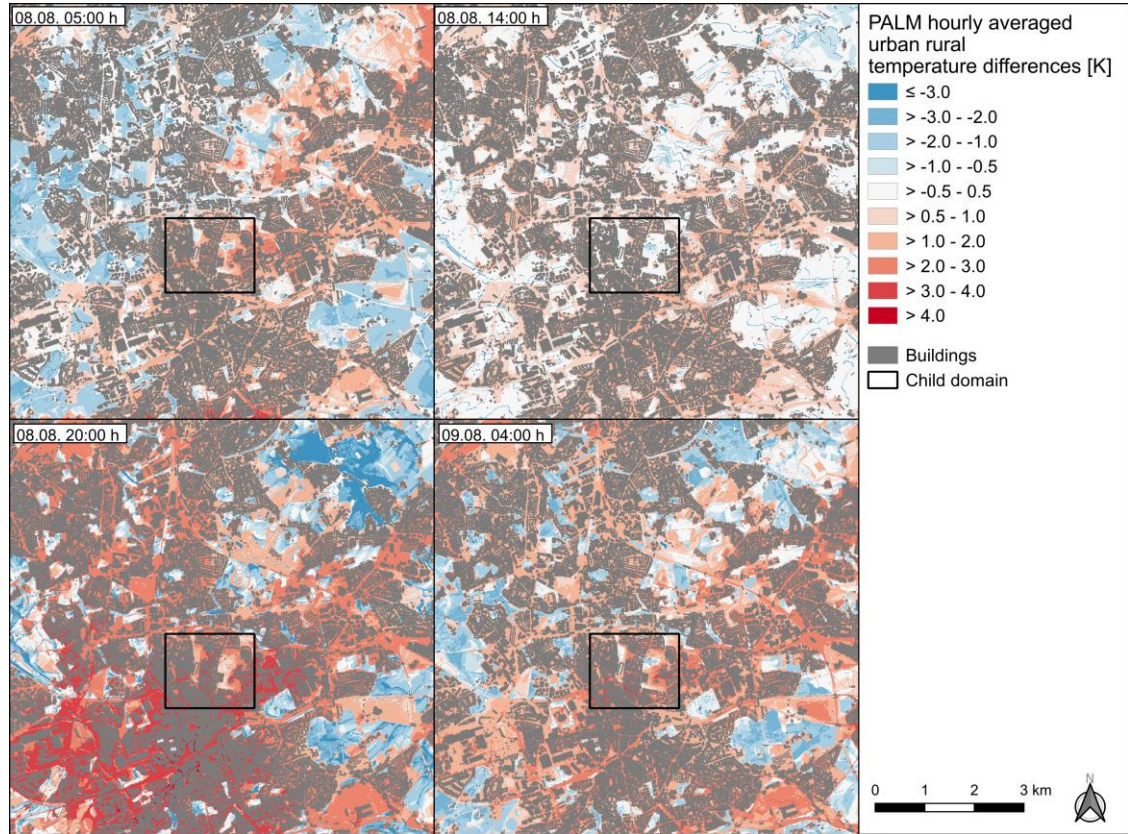 08.08. 05:00 h
08.08. 14:00 h
PALM hourly averaged
urban rural
temperature differences [K]
≤ -3.0
> -3.0 - -2.0
> -2.0 - -1.0
> -1.0 - -0.5
> -0.5 - 0.5
> 0.5 - 1.0
> 1.0 - 2.0
> 2.0 - 3.0
> 3.0 - 4.0
> 4.0
Buildings
Child domain
08.08. 20:00 h
09.08. 04:00 h
0 1 2 3 km
N